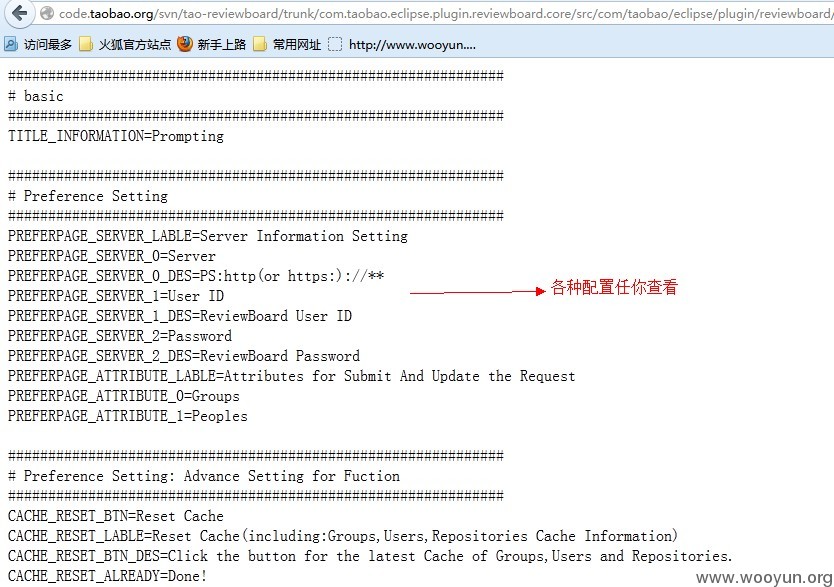 code.taobao.org/svn/tao-reviewboard/trunk/com.taobao.eclipse.plugin.reviewboard.core/src/com/taobao/eclipse/plugin/reviewboard/
访问最多 火狐官方站点 新手上路 常用网址 http://www.wooyun....
##############################################################
# basic
##############################################################
TITLE_INFORMATION=Prompting
##############################################################
# Preference Setting
##############################################################
PREFERPAGE_SERVER_LABLE=Server Information Setting
PREFERPAGE_SERVER_0=Server
PREFERPAGE_SERVER_0_DES=PS:http(or https:)://**
PREFERPAGE_SERVER_1=User ID
各种配置任你查看
PREFERPAGE_SERVER_1_DES=ReviewBoard User ID
PREFERPAGE_SERVER_2=Password
PREFERPAGE_SERVER_2_DES=ReviewBoard Password
PREFERPAGE_ATTRIBUTE_LABLE=Attributes for Submit And Update the Request
PREFERPAGE_ATTRIBUTE_0=Groups
PREFERPAGE_ATTRIBUTE_1=Peoples
##############################################################
# Preference Setting: Advance Setting for Fuction
##############################################################
CACHE_RESET_BTN=Reset Cache
CACHE_RESET_LABLE=Reset Cache(including:Groups,Users,Repositories Cache Information)
CACHE_RESET_BTN_DES=Click the button for the latest Cache of Groups,Users and Repositories.
CACHE_RESET_ALREADY=Done!
www.wooyun.org